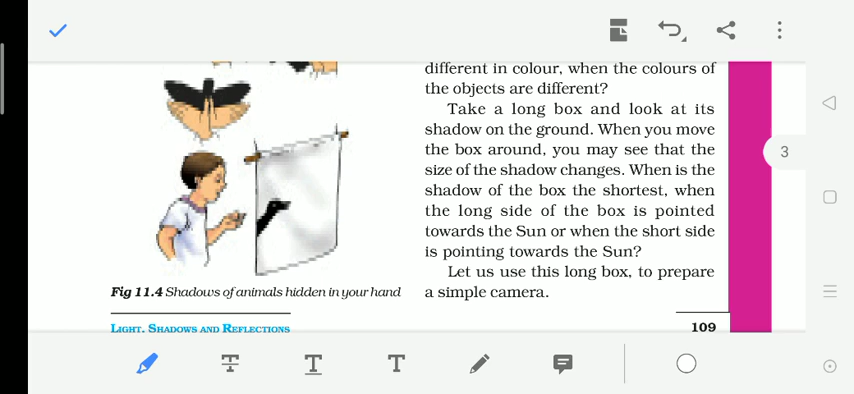 3
different in colour, when the colours of
the objects are different?
Take a long box and look at its
shadow on the ground. When you move
the box around, you may see that the
size of the shadow changes. When is the
shadow of the box the shortest, when
the long side of the box is pointed
towards the Sun or when the short side
is pointing towards the Sun?
Let us use this long box, to prepare
a simple camera.
Fig 11.4 Shadows of animals hidden in your hand
LIGHT, SHADOWS AND REFLECTIONS
109
T T T